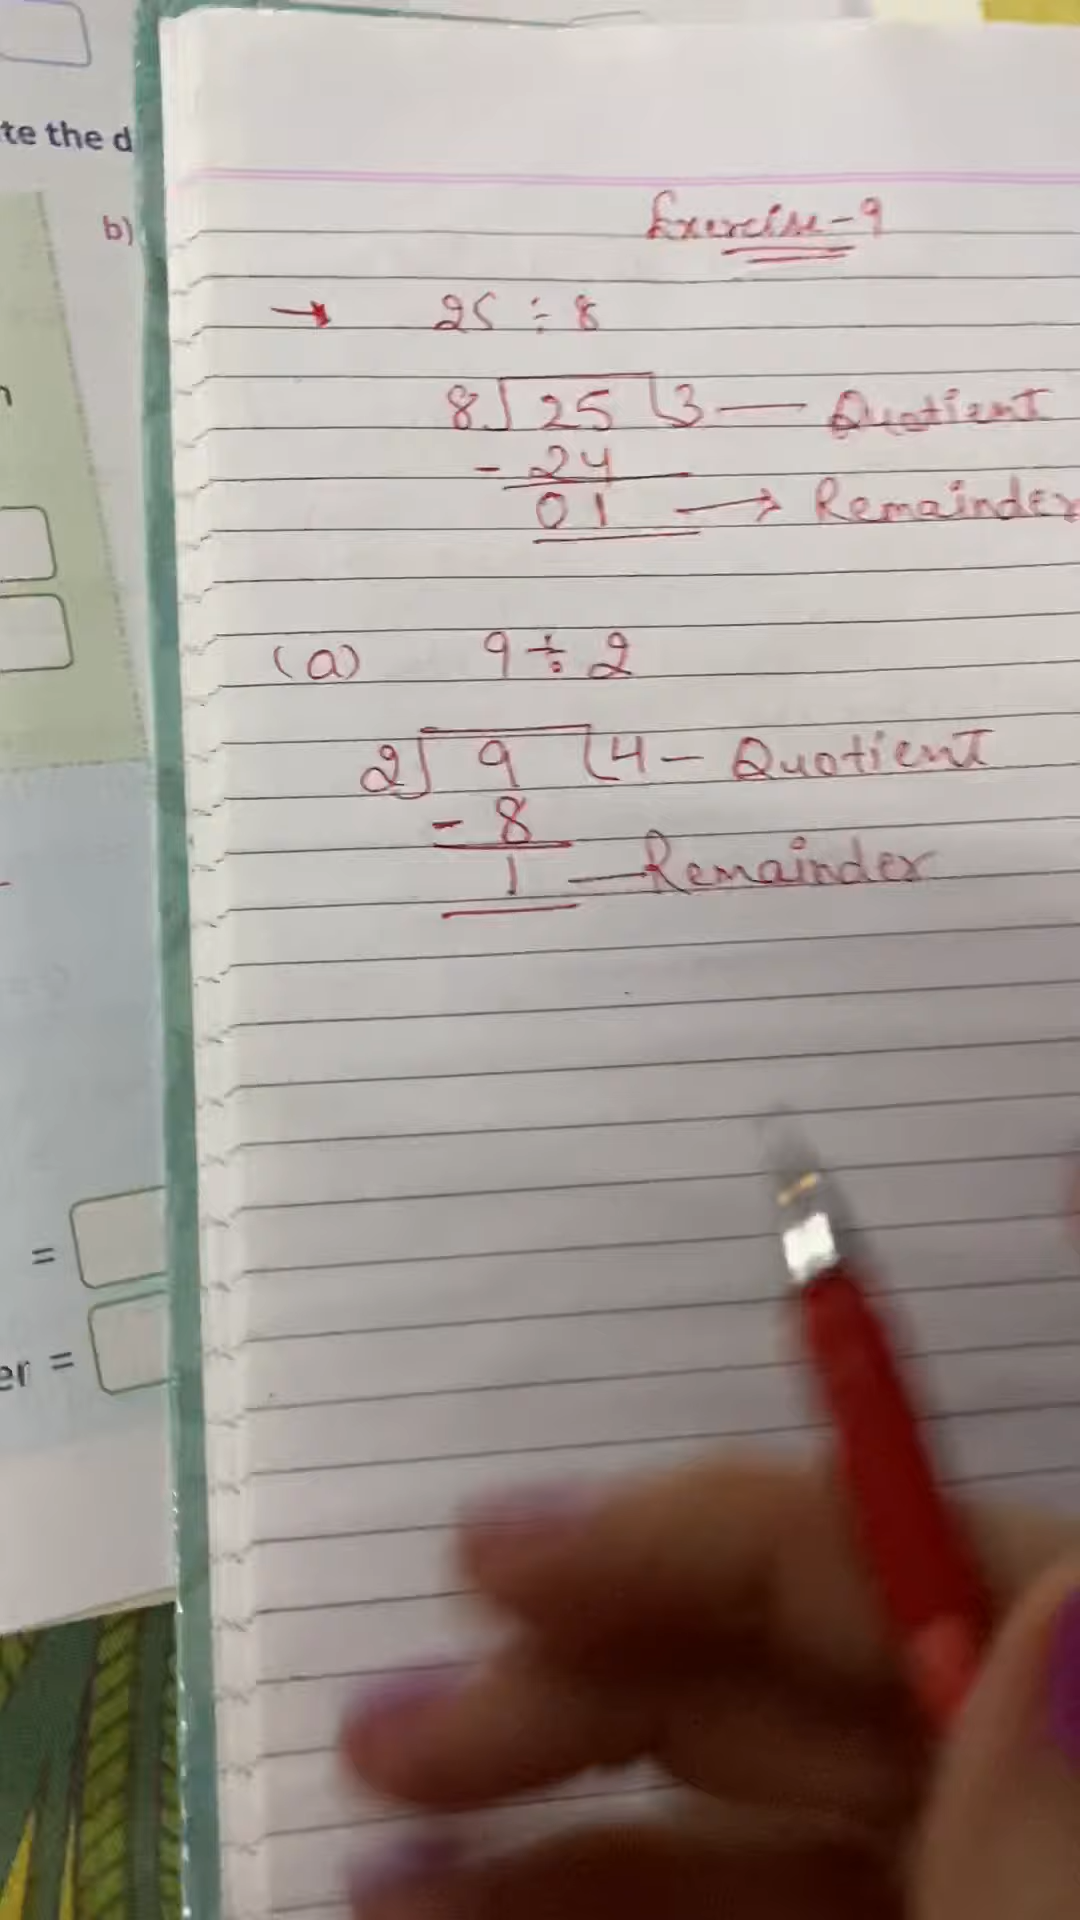 te the d
b)
Exercise-9
→ 25 ÷ 8
8)25(3 — Quotient
- 24
01 → Remainder
(a) 9 ÷ 2
2)9(4 - Quotient
- 8
1 — Remainder
=
er =